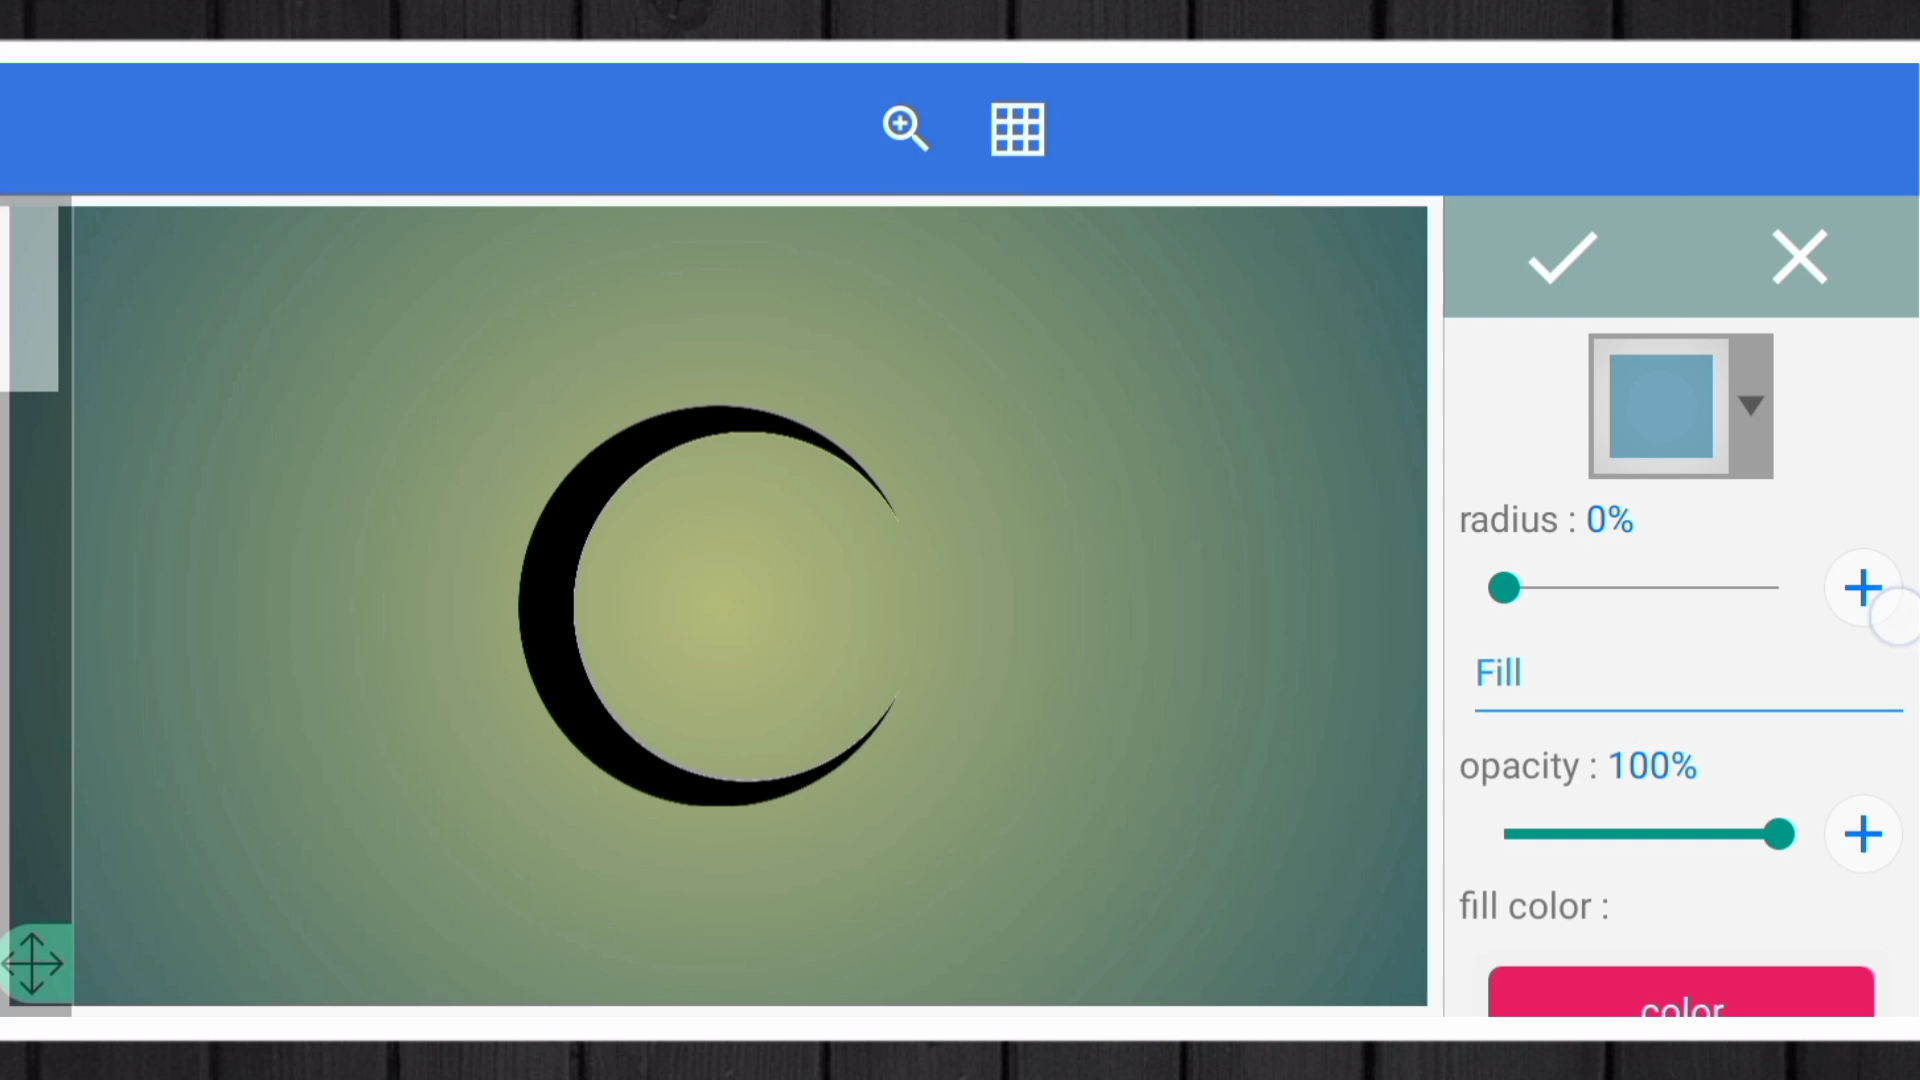 radius : 0%
Fill
opacity : 100%
fill color :
color